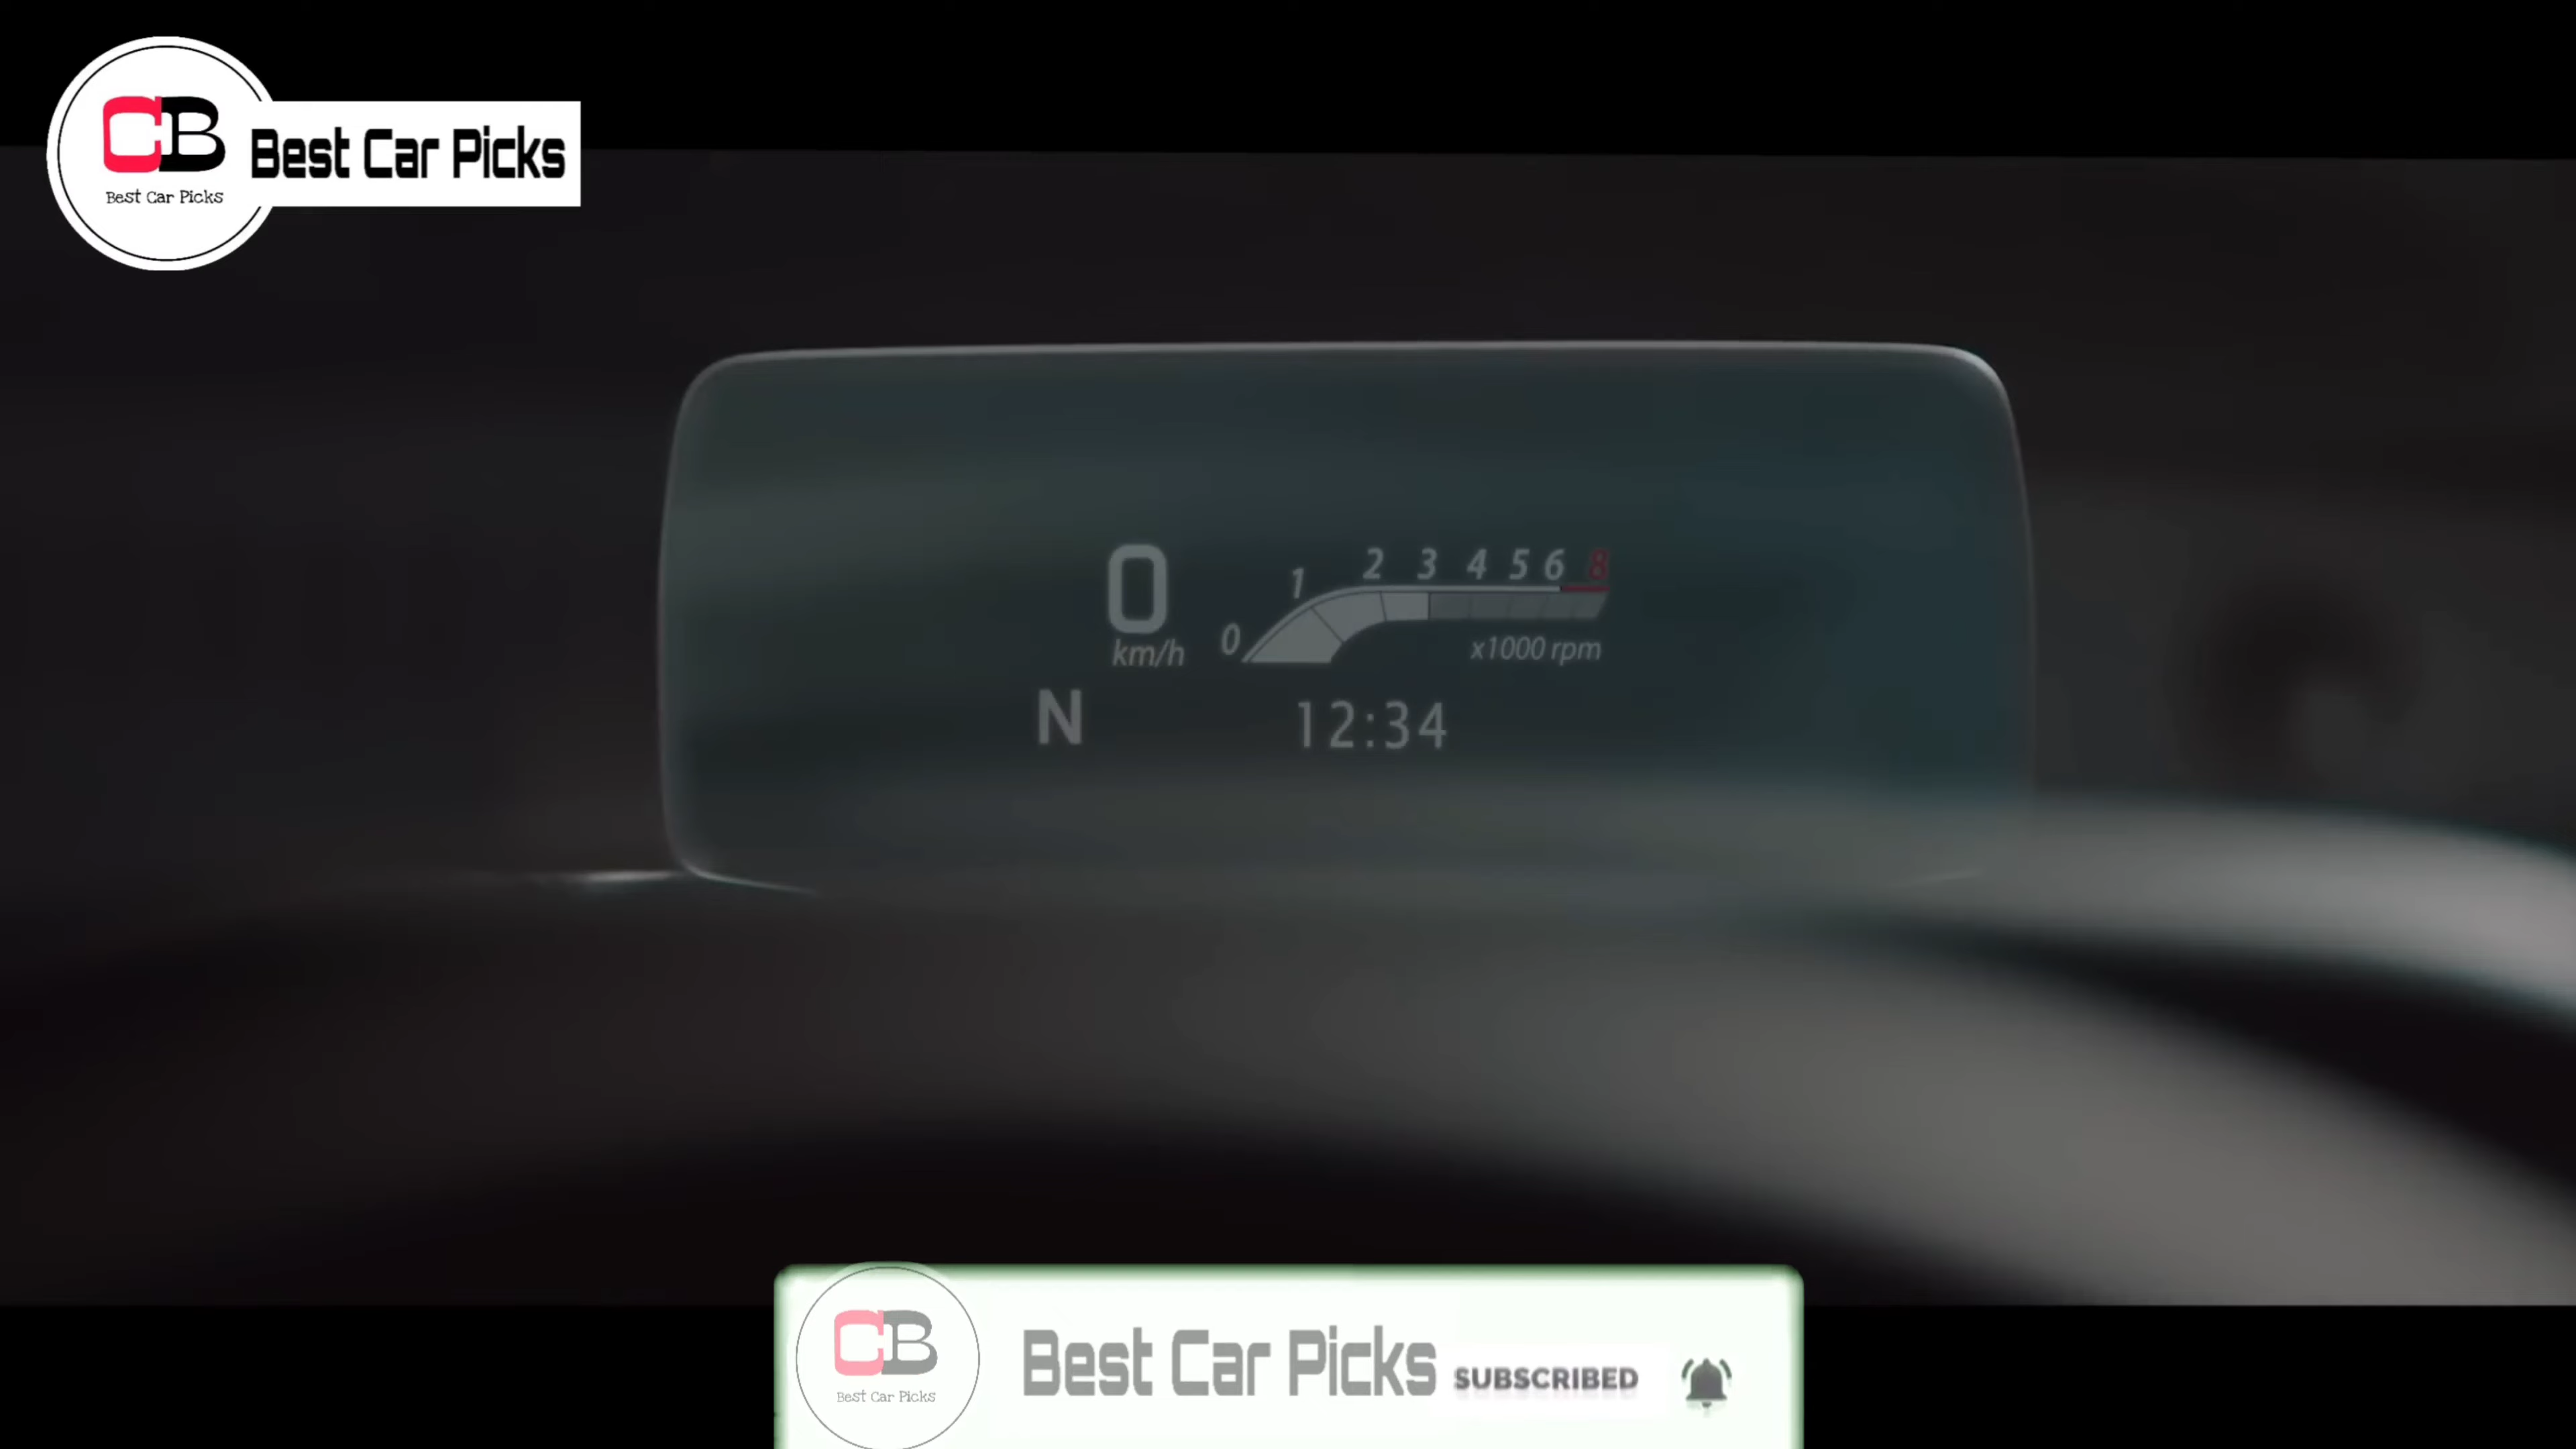 CB
Best Car Picks
Best Car Picks
0
km/h
0 1 2 3 4 5 6 8
x1000 rpm
N
12:34
CB
Best Car Picks
Best Car Picks
SUBSCRIBED